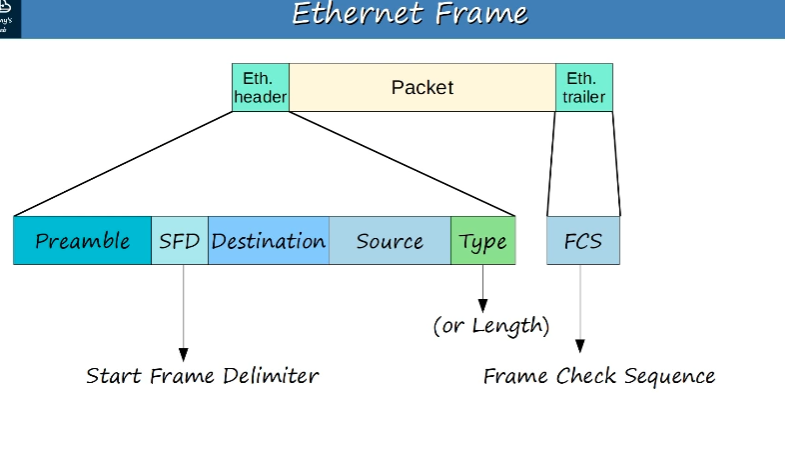 Ethernet Frame
Eth.
header
Packet
Eth.
trailer
Preamble
SFD
Destination
Source
Type
FCS
(or Length)
Start Frame Delimiter
Frame Check Sequence